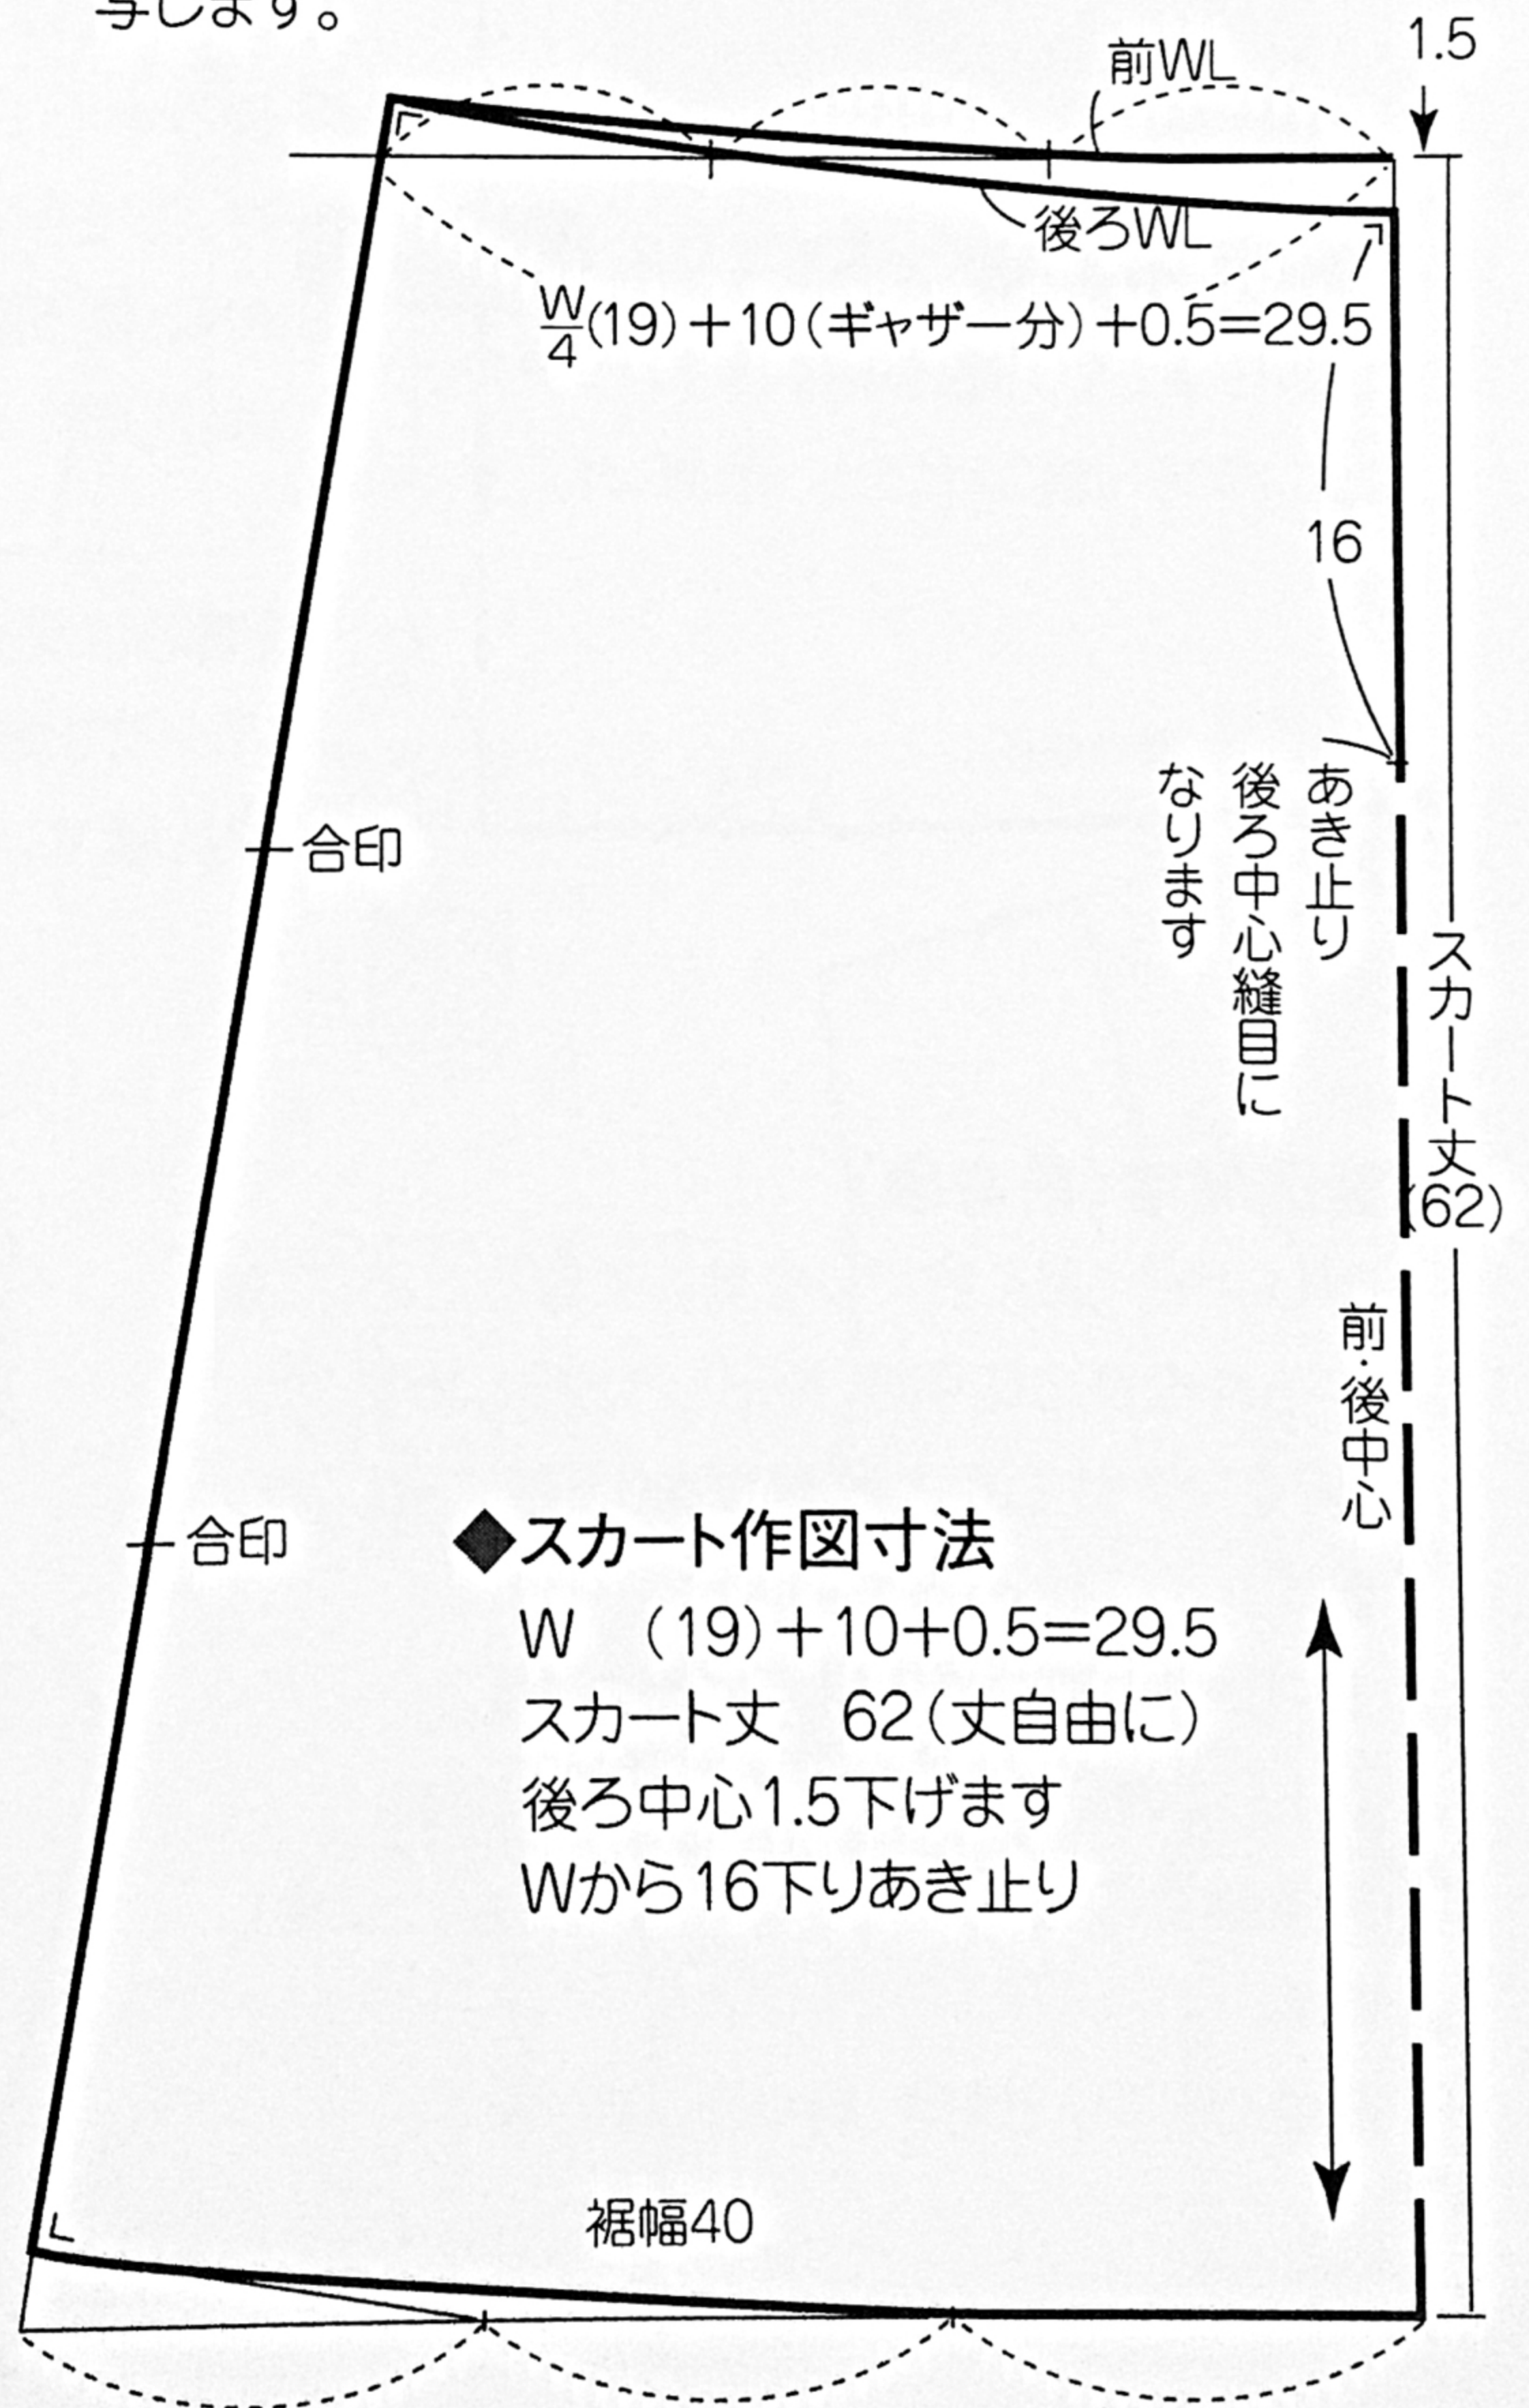 写します。
1.5
前WL
後ろWL
W/4(19)+10(ギャザー分)+0.5=29.5
16
あき止り
後ろ中心縫目に
なります
スカート丈
(62)
合印
前・後中心
合印
◆スカート作図寸法
W (19)+10+0.5=29.5
スカート丈 62(丈自由に)
後ろ中心1.5下げます
Wから16下りあき止り
裾幅40